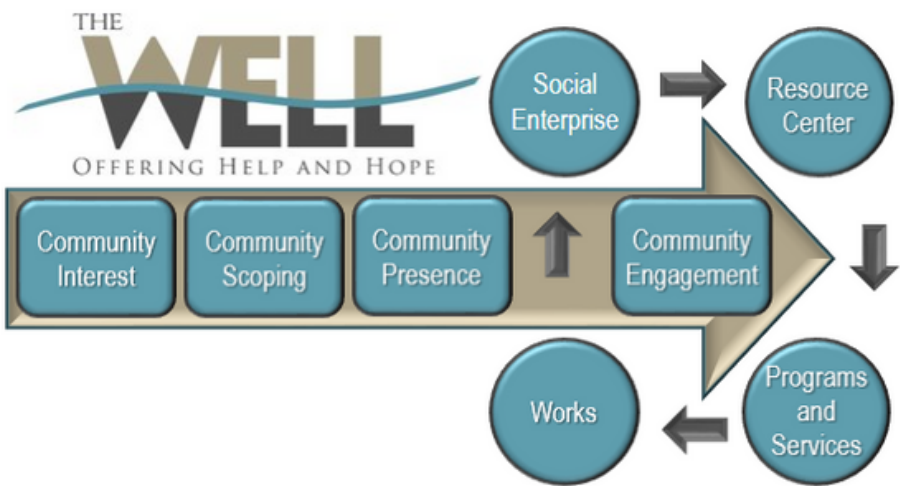 THE
WELL
OFFERING HELP AND HOPE
Social
Enterprise
Resource
Center
Community
Interest
Community
Scoping
Community
Presence
Community
Engagement
Works
Programs
and
Services